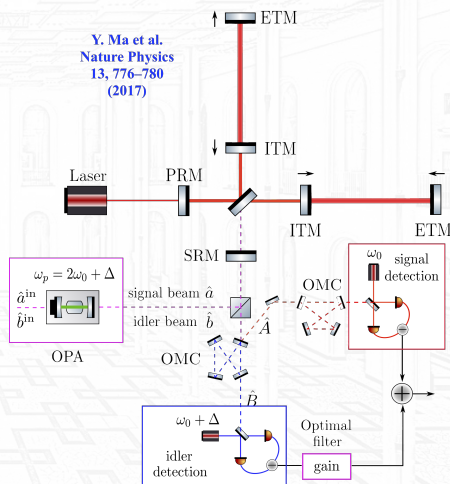 Y. Ma et al.
Nature Physics
13, 776–780
(2017)
ETM
ITM
Laser
PRM
ITM
ETM
SRM
ω_p = 2ω_0 + Δ
â^in
b̂^in
OPA
signal beam â
idler beam b̂
OMC
Â
OMC
ω_0
signal
detection
B̂
ω_0 + Δ
idler
detection
Optimal
filter
gain